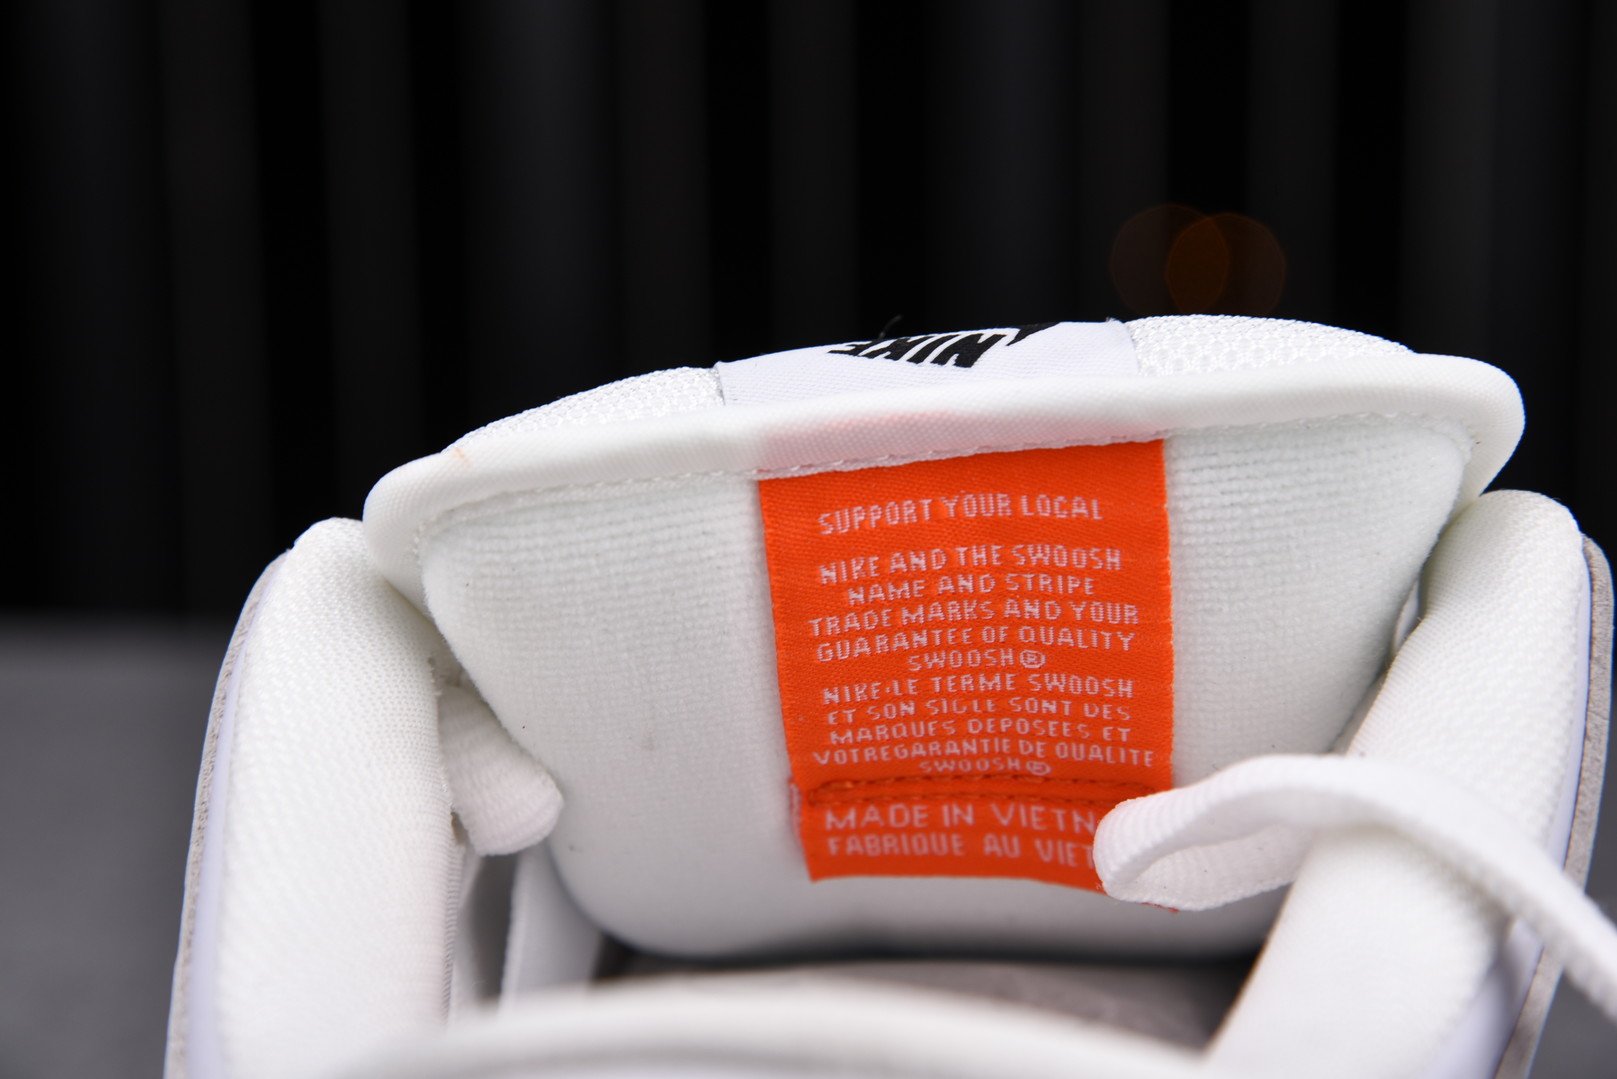 NIKE
SUPPORT YOUR LOCAL
NIKE AND THE SWOOSH
NAME AND STRIPE
TRADE MARKS AND YOUR
GUARANTEE OF QUALITY
SWOOSH®
NIKE·LE TERME SWOOSH
ET SON SIGLE SONT DES
MARQUES DEPOSEES ET
VOTREGARANTIE DE QUALITE
SWOOSH®
MADE IN VIETN
FABRIQUE AU VIET